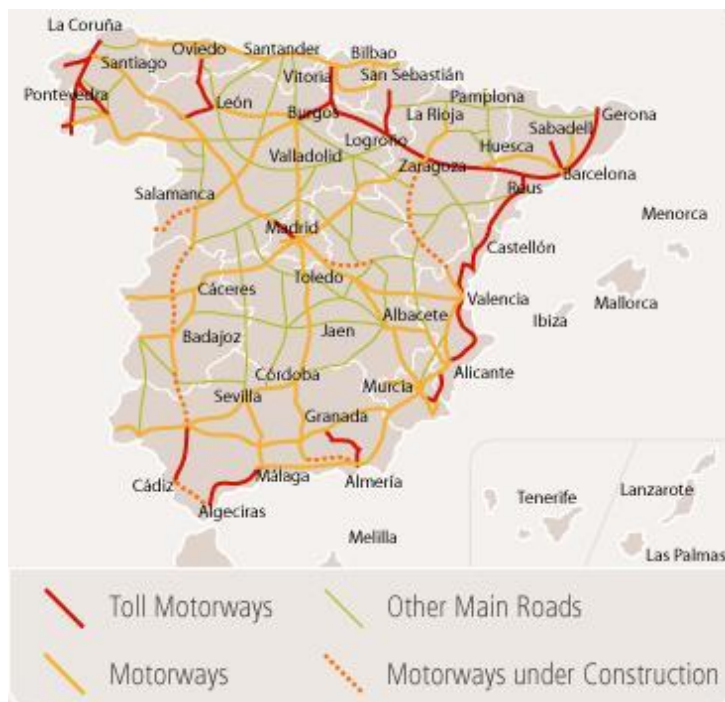 La Coruña
Oviedo
Santander
Bilbao
Santiago
Vitoria
San Sebastián
Pontevedra
León
Burgos
Pamplona
La Rioja
Gerona
Sabadell
Logroño
Huesca
Valladolid
Zaragoza
Barcelona
Salamanca
Reus
Menorca
Madrid
Castellón
Toledo
Cáceres
Valencia
Mallorca
Albacete
Ibiza
Badajoz
Jaen
Alicante
Córdoba
Murcia
Sevilla
Granada
Cádiz
Málaga
Almería
Algeciras
Tenerife
Lanzarote
Melilla
Las Palmas
Toll Motorways
Other Main Roads
Motorways
Motorways under Construction